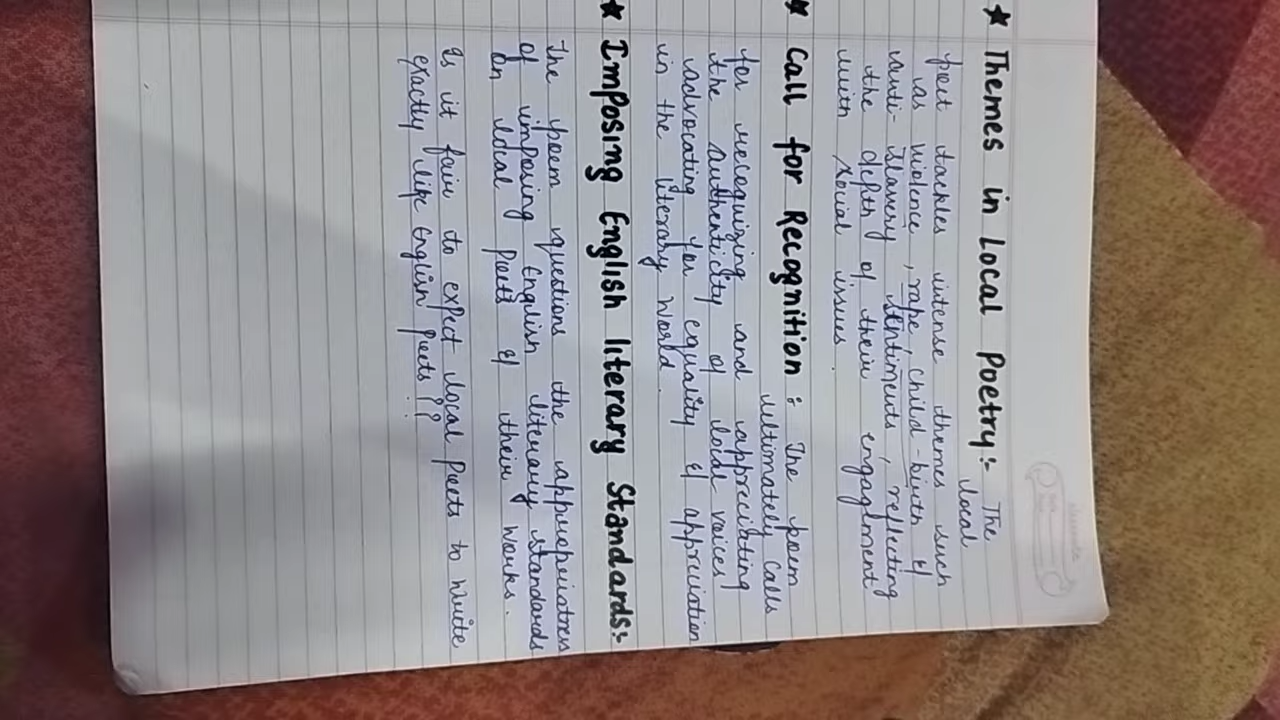 ★ Themes in Local Poetry:- The
local
poet tackles intense themes such
as violence, rape, child-birth &
anti-slavery sentiments, reflecting
the depth of their engagment
with social issues.
★ Call for Recognition : The poem
ultimately calls
for recognizing and appreciating
the authenticity of local voices
advocating for equality & appreciation
in the literary world.
★ Imposing English literary Standards:-
The poem questions the appropriatness
of imposing English literary standards
on local poets & their works.
Is it fair to expect local poets to write
exactly like English poets??